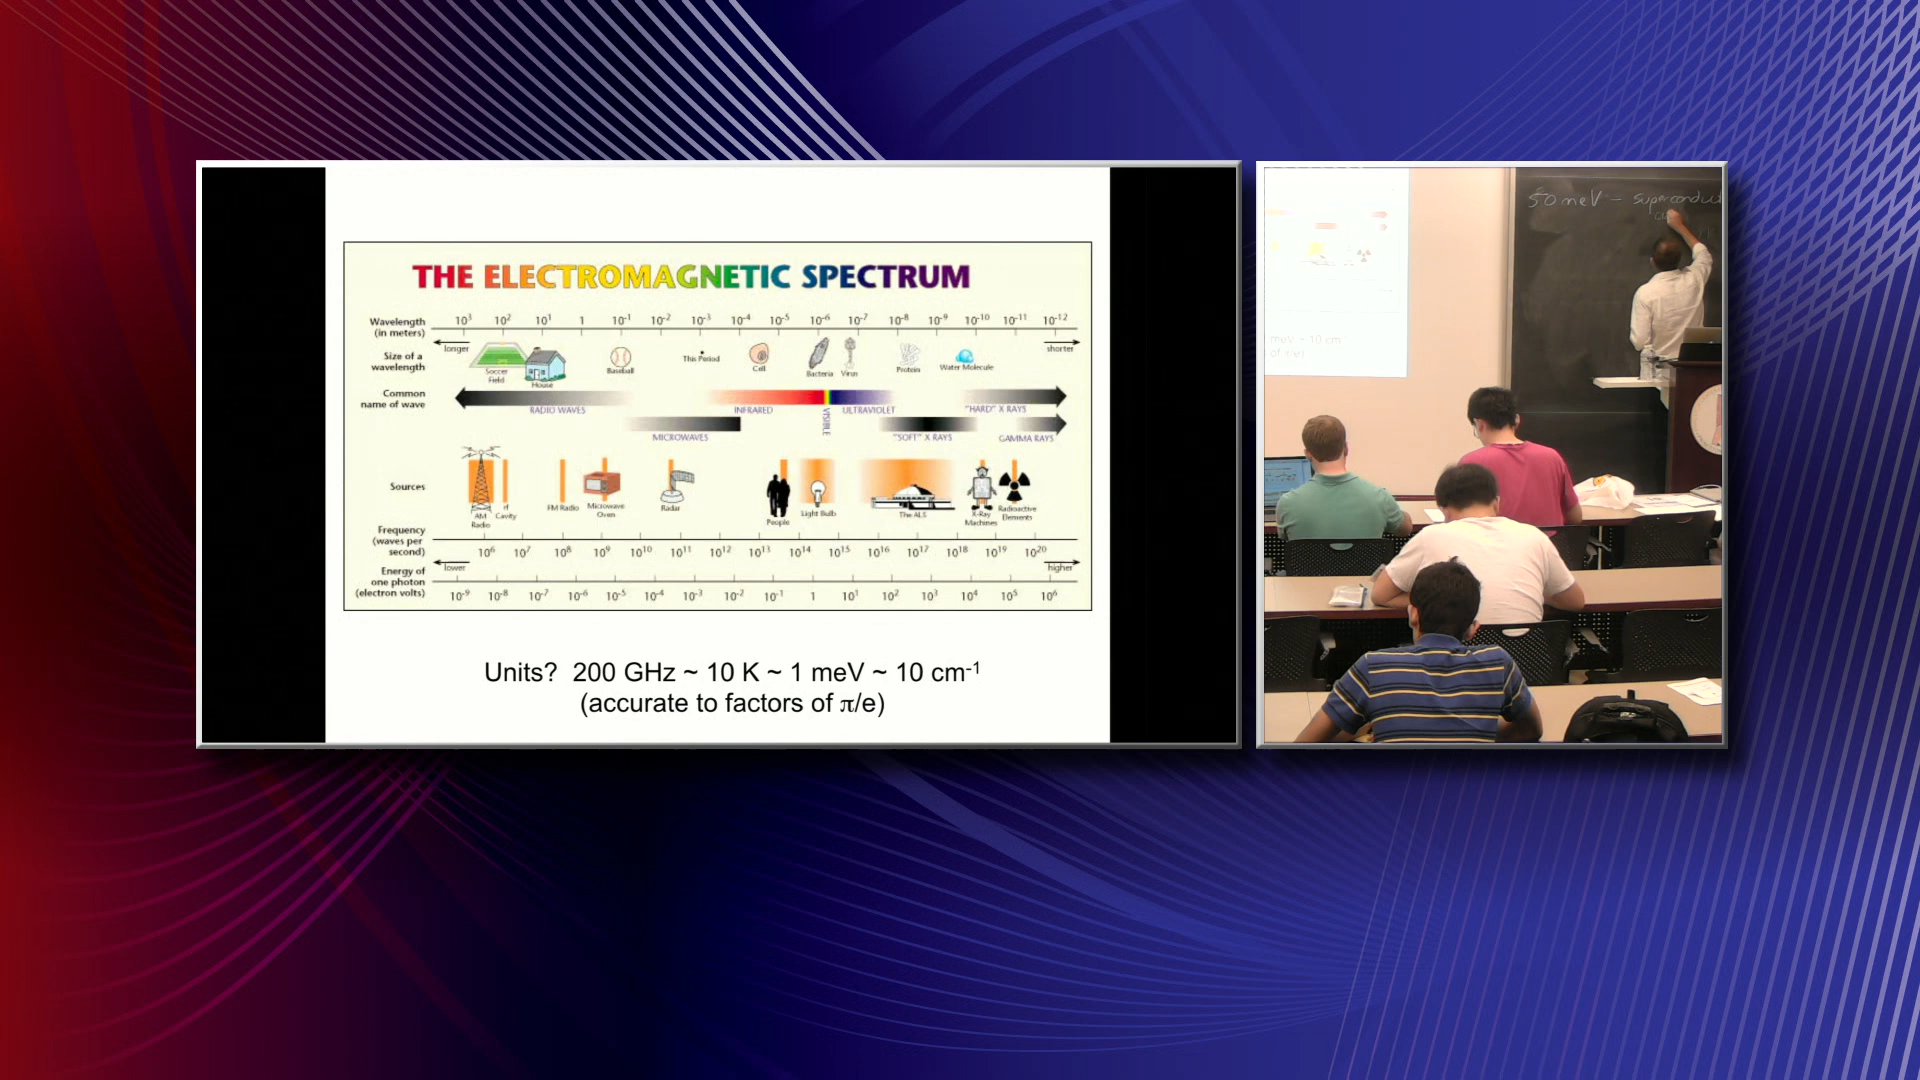 THE ELECTROMAGNETIC SPECTRUM
Wavelength
(in meters)
10³ 10² 10¹ 1 10⁻¹ 10⁻² 10⁻³ 10⁻⁴ 10⁻⁵ 10⁻⁶ 10⁻⁷ 10⁻⁸ 10⁻⁹ 10⁻¹⁰ 10⁻¹¹ 10⁻¹²
longer
shorter
Size of a
wavelength
Soccer
Field
House
Baseball
This Period
Cell
Bacteria
Virus
Protein
Water Molecule
Common
name of wave
RADIO WAVES
INFRARED
VISIBLE
ULTRAVIOLET
"HARD" X RAYS
MICROWAVES
"SOFT" X RAYS
GAMMA RAYS
Sources
AM
Radio
rf
Cavity
FM Radio
Microwave
Oven
Radar
People
Light Bulb
The ALS
X-Ray
Machines
Radioactive
Elements
Frequency
(waves per
second)
10⁶ 10⁷ 10⁸ 10⁹ 10¹⁰ 10¹¹ 10¹² 10¹³ 10¹⁴ 10¹⁵ 10¹⁶ 10¹⁷ 10¹⁸ 10¹⁹ 10²⁰
lower
higher
Energy of
one photon
(electron volts)
10⁻⁹ 10⁻⁸ 10⁻⁷ 10⁻⁶ 10⁻⁵ 10⁻⁴ 10⁻³ 10⁻² 10⁻¹ 1 10¹ 10² 10³ 10⁴ 10⁵ 10⁶
Units? 200 GHz ~ 10 K ~ 1 meV ~ 10 cm⁻¹
(accurate to factors of π/e)
50 meV – superconduct
meV ~ 10 cm
of π/e)